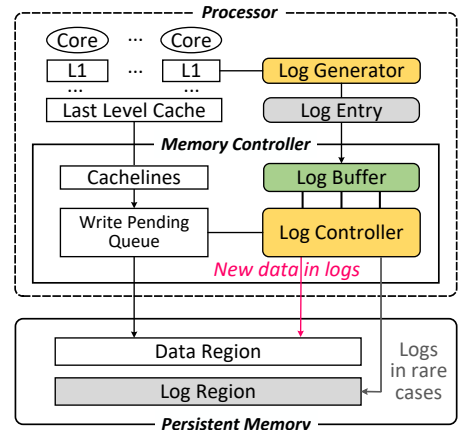 Processor
Core ... Core
L1 ... L1
Log Generator
... ...
Last Level Cache
Log Entry
Memory Controller
Cachelines
Log Buffer
Write Pending
Queue
Log Controller
New data in logs
Data Region
Logs
in rare
cases
Log Region
Persistent Memory